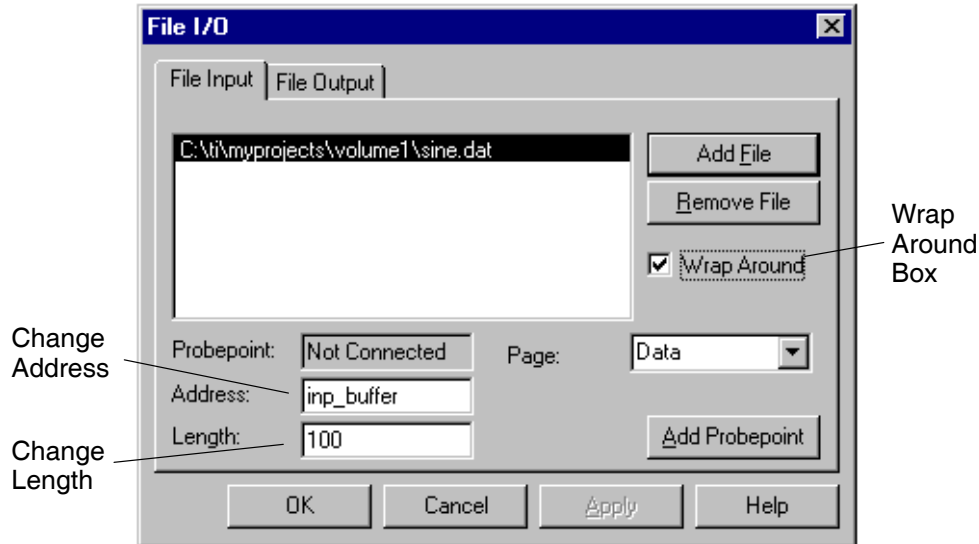 File I/O
File Input File Output
C:\ti\myprojects\volume1\sine.dat
Add File
Remove File
Wrap Around
Wrap
Around
Box
Change
Address
Probepoint: Not Connected Page: Data
Address: inp_buffer
Change
Length
Length: 100 Add Probepoint
OK Cancel Apply Help